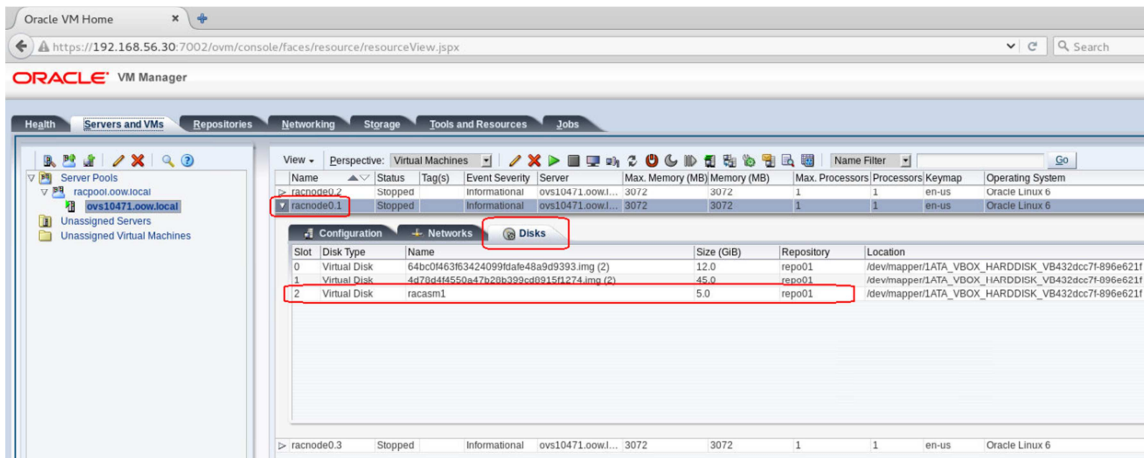 Oracle VM Home
https://192.168.56.30:7002/ovm/console/faces/resource/resourceView.jspx
Search
ORACLE VM Manager
Health Servers and VMs Repositories Networking Storage Tools and Resources Jobs
View Perspective: Virtual Machines Name Filter Go
Name Status Tag(s) Event Severity Server Max. Memory (MB) Memory (MB) Max. Processors Processors Keymap Operating System
Server Pools
racpool.oow.local
ovs10471.oow.local
Unassigned Servers
Unassigned Virtual Machines
racnode0.2 Stopped Informational ovs10471.oow.l... 3072 3072 1 1 en-us Oracle Linux 6
racnode0.1 Stopped Informational ovs10471.oow.l... 3072 3072 1 1 en-us Oracle Linux 6
Configuration Networks Disks
Slot Disk Type Name Size (GiB) Repository Location
0 Virtual Disk 64bc0f463f63424099fdafe48a9d9393.img (2) 12.0 repo01 /dev/mapper/1ATA_VBOX_HARDDISK_VB432dcc7f-896e621f
1 Virtual Disk 45.0 repo01 /dev/mapper/1ATA_VBOX_HARDDISK_VB432dcc7f-896e621f
2 Virtual Disk racasm1 5.0 repo01 /dev/mapper/1ATA_VBOX_HARDDISK_VB432dcc7f-896e621f
racnode0.3 Stopped Informational ovs10471.oow.l... 3072 3072 1 1 en-us Oracle Linux 6